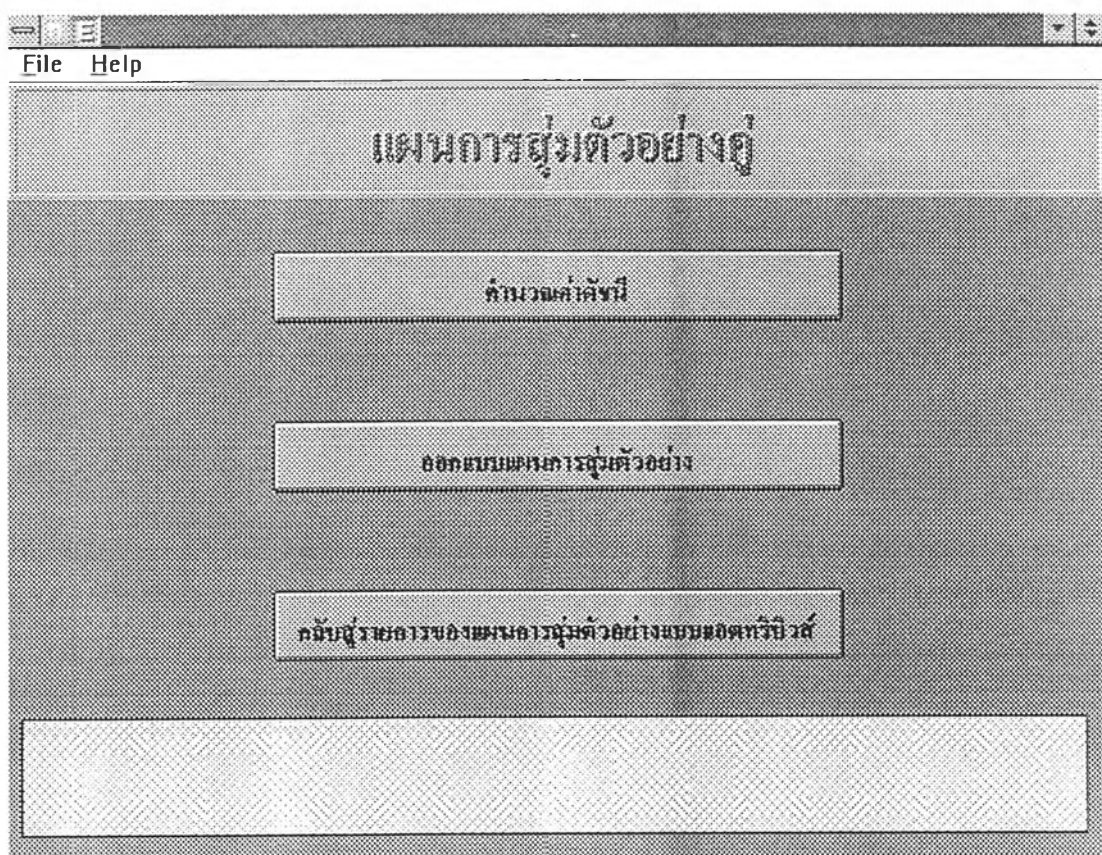 File Help
แผนการสุ่มตัวอย่างคู่
คำนวณค่าดัชนี
ออกแบบแผนการสุ่มตัวอย่าง
กลับสู่รายการของแผนการสุ่มตัวอย่างแบบแอตทริบิวส์